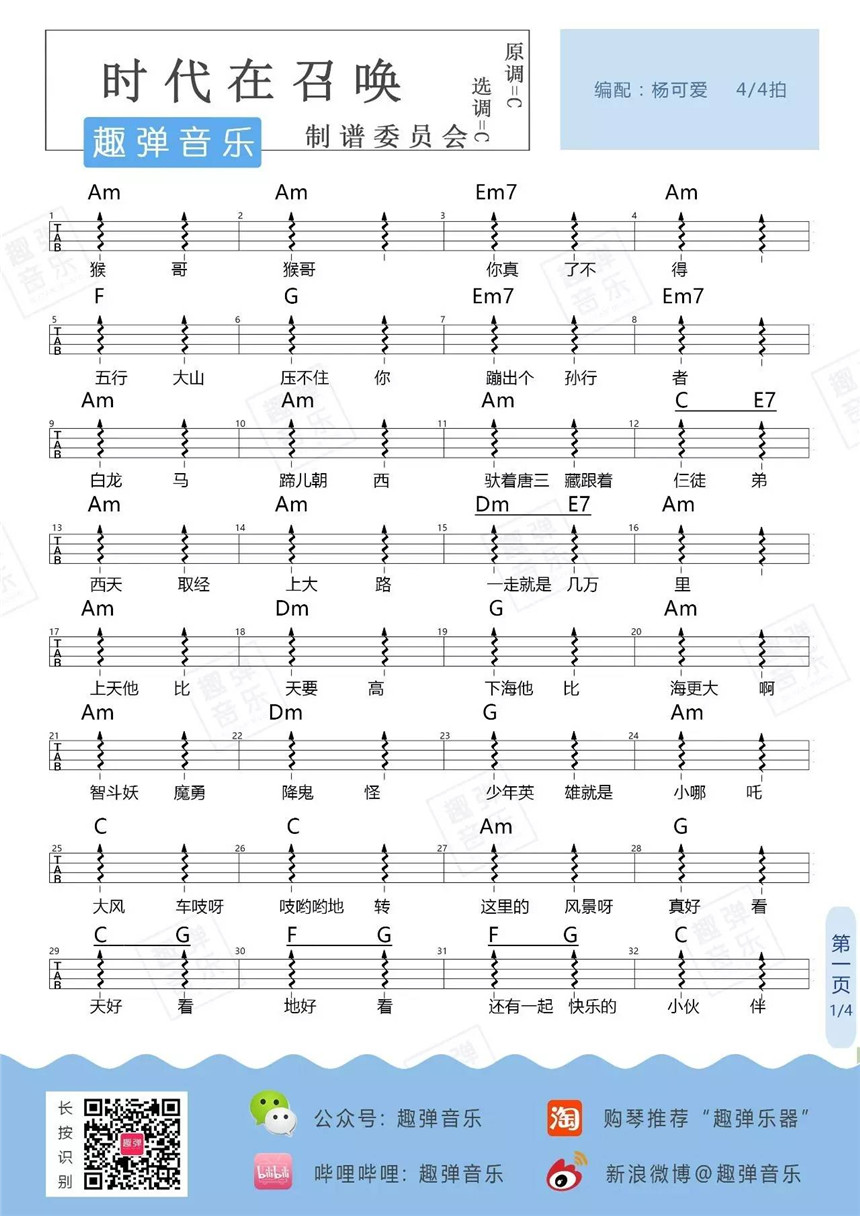 时代在召唤
原调=C
选调=C
趣弹音乐 制谱委员会
编配：杨可爱 4/4拍
Am Am Em7 Am
1 2 3 4
TAB
猴 哥 猴哥 你真 了不 得
F G Em7 Em7
5 6 7 8
TAB
五行 大山 压不住 你 蹦出个 孙行 者
Am Am Am C E7
9 10 11 12
TAB
白龙 马 蹄儿朝 西 驮着唐三 藏跟着 仨徒 弟
Am Am Dm E7 Am
13 14 15 16
TAB
西天 取经 上大 路 一走就是 几万 里
Am Dm G Am
17 18 19 20
TAB
上天他 比 天要 高 下海他 比 海更大 啊
Am Dm G Am
21 22 23 24
TAB
智斗妖 魔勇 降鬼 怪 少年英 雄就是 小哪 吒
C C Am G
25 26 27 28
TAB
大风 车吱呀 吱哟哟地 转 这里的 风景呀 真好 看
C G F G F G C
29 30 31 32
TAB
天好 看 地好 看 还有一起 快乐的 小伙 伴
第一页
1/4
长按识别
趣弹
公众号: 趣弹音乐
淘 购琴推荐“趣弹乐器”
bilibili 哔哩哔哩: 趣弹音乐
新浪微博@趣弹音乐